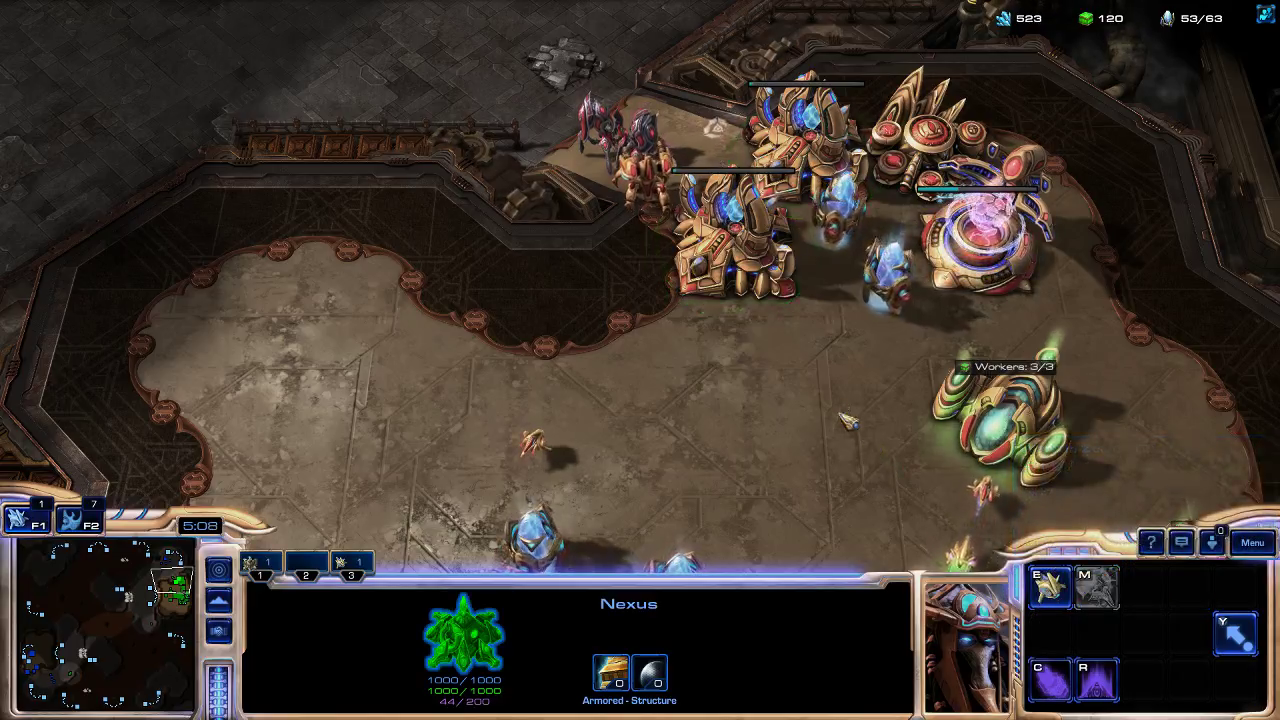 523 120 53/63
Workers: 3/3
1 7
F1 F2
5:08
0
? Menu
1 1
1 2 3
Nexus
E M
Y
1000/1000
1000/1000
44/200
0 0
Armored - Structure
C R